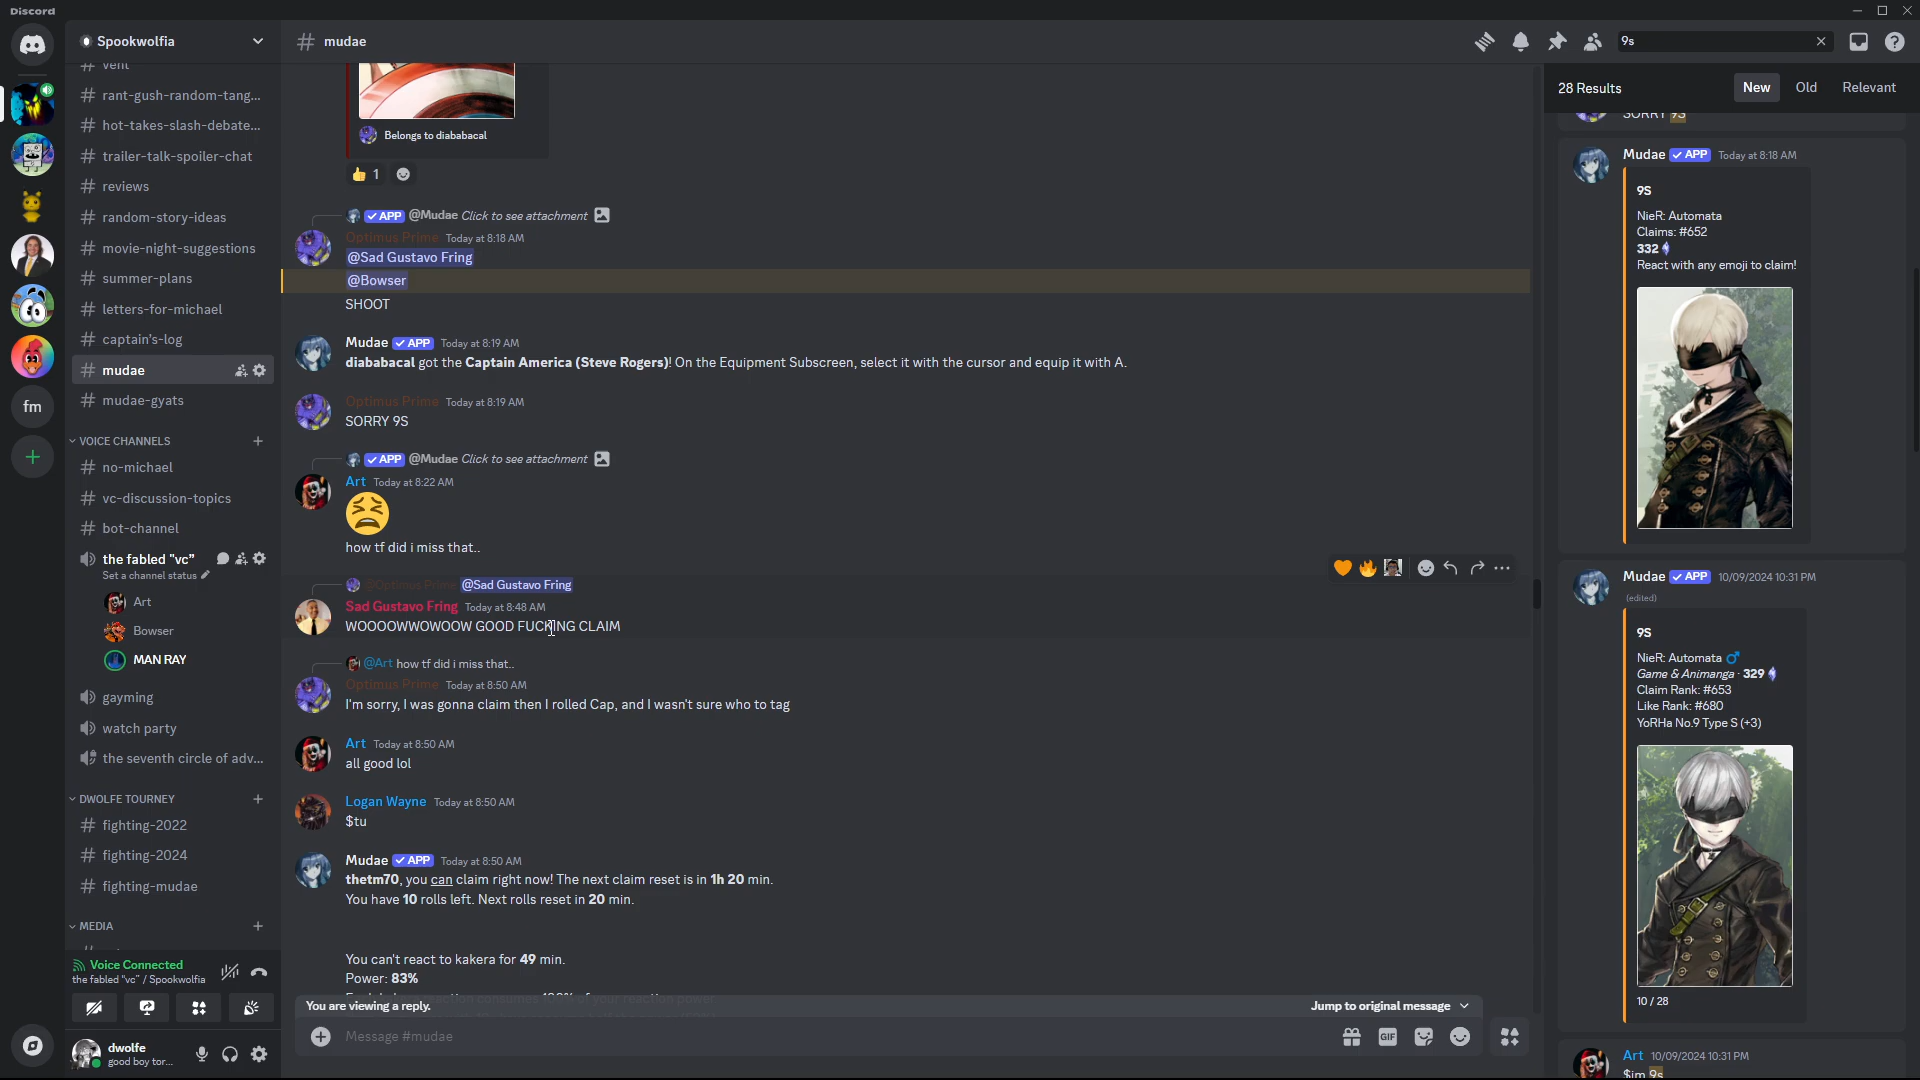 Discord
Spookwolfia
vent
rant-gush-random-tang...
hot-takes-slash-debate...
trailer-talk-spoiler-chat
reviews
random-story-ideas
movie-night-suggestions
summer-plans
letters-for-michael
captain's-log
mudae
mudae-gyats
fm
VOICE CHANNELS
no-michael
vc-discussion-topics
bot-channel
the fabled "vc"
Set a channel status
Art
Bowser
MAN RAY
gayming
watch party
the seventh circle of adv...
DWOLFE TOURNEY
fighting-2022
fighting-2024
fighting-mudae
MEDIA
Voice Connected
the fabled "vc" / Spookwolfia
dwolfe
good boy tor...
# mudae
Belongs to diababacal
1
APP @Mudae Click to see attachment
Optimus Prime Today at 8:18 AM
@Sad Gustavo Fring
@Bowser
SHOOT
Mudae APP Today at 8:19 AM
diababacal got the Captain America (Steve Rogers)! On the Equipment Subscreen, select it with the cursor and equip it with A.
Optimus Prime Today at 8:19 AM
SORRY 9S
APP @Mudae Click to see attachment
Art Today at 8:22 AM
how tf did i miss that..
@Optimus Prime @Sad Gustavo Fring
Sad Gustavo Fring Today at 8:48 AM
WOOOOWWOWOOW GOOD FUCKING CLAIM
@Art how tf did i miss that..
Optimus Prime Today at 8:50 AM
I'm sorry, I was gonna claim then I rolled Cap, and I wasn't sure who to tag
Art Today at 8:50 AM
all good lol
Logan Wayne Today at 8:50 AM
$tu
Mudae APP Today at 8:50 AM
thetm70, you can claim right now! The next claim reset is in 1h 20 min.
You have 10 rolls left. Next rolls reset in 20 min.
You can't react to kakera for 49 min.
Power: 83%
You are viewing a reply.
Jump to original message
Message #mudae
GIF
9s
28 Results
New
Old
Relevant
SORRY 9S
Mudae APP Today at 8:18 AM
9S
NieR: Automata
Claims: #652
332
React with any emoji to claim!
Mudae APP 10/09/2024 10:31 PM
(edited)
9S
NieR: Automata ♂
Game & Animanga · 329
Claim Rank: #653
Like Rank: #680
YoRHa No.9 Type S (+3)
10 / 28
Art 10/09/2024 10:31 PM
$im 9s